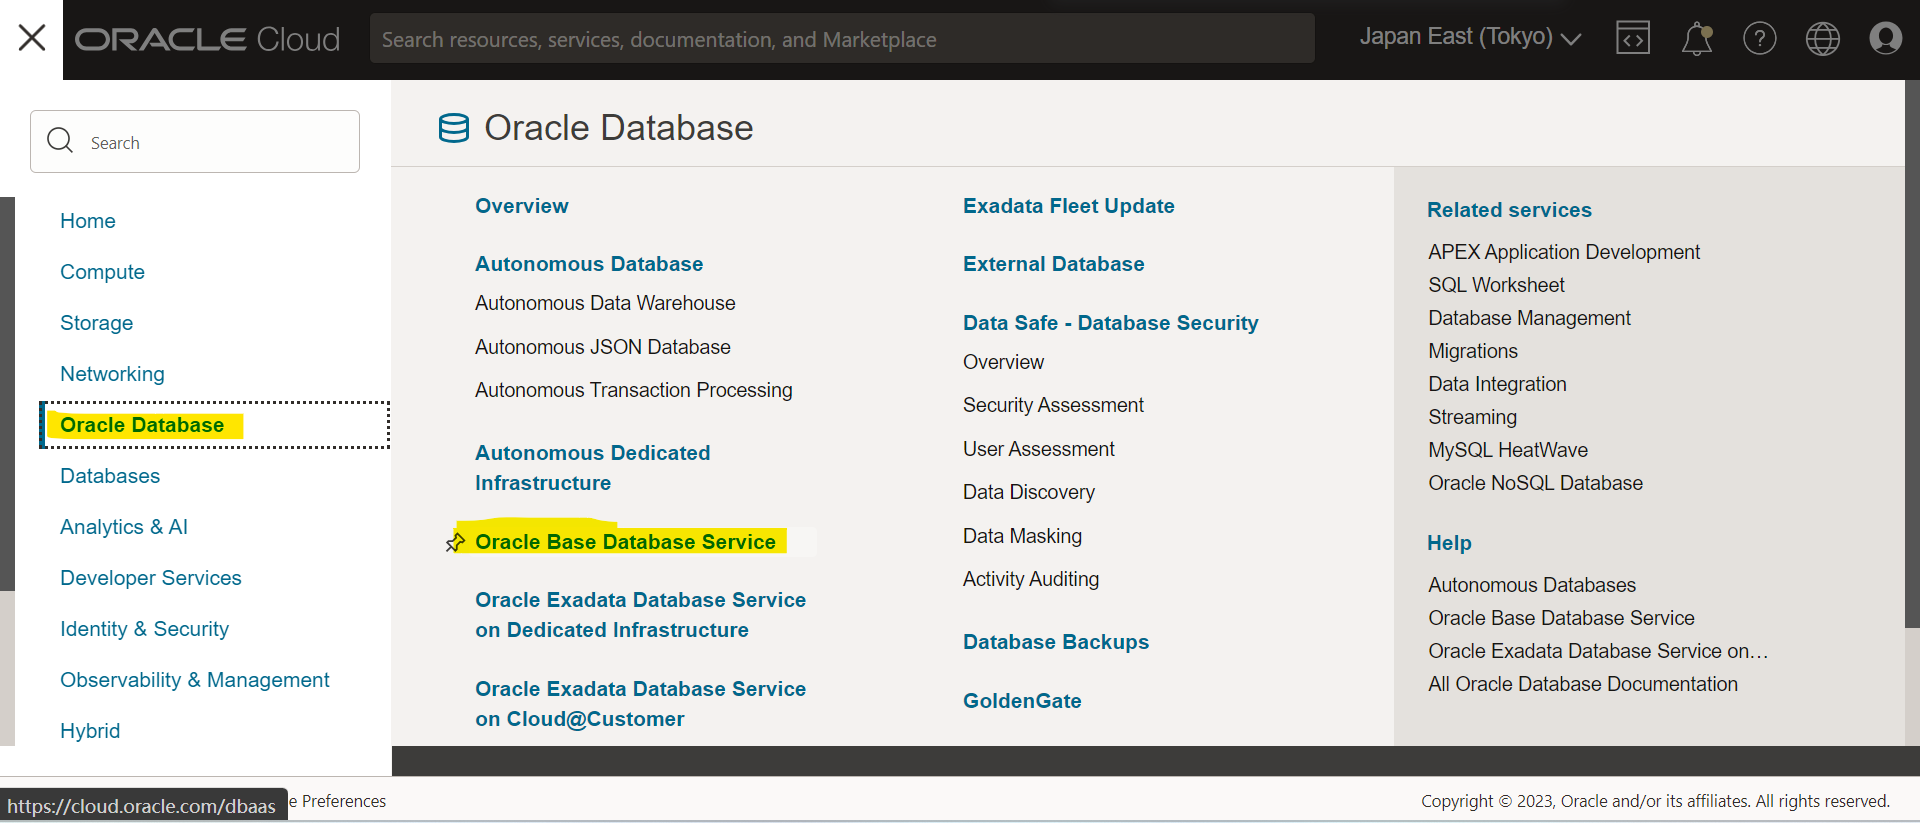 ORACLE Cloud
Search resources, services, documentation, and Marketplace
Japan East (Tokyo)
Search
Home
Compute
Storage
Networking
Oracle Database
Databases
Analytics & AI
Developer Services
Identity & Security
Observability & Management
Hybrid
Oracle Database
Overview
Autonomous Database
Autonomous Data Warehouse
Autonomous JSON Database
Autonomous Transaction Processing
Autonomous Dedicated
Infrastructure
Oracle Base Database Service
Oracle Exadata Database Service
on Dedicated Infrastructure
Oracle Exadata Database Service
on Cloud@Customer
Exadata Fleet Update
External Database
Data Safe - Database Security
Overview
Security Assessment
User Assessment
Data Discovery
Data Masking
Activity Auditing
Database Backups
GoldenGate
Related services
APEX Application Development
SQL Worksheet
Database Management
Migrations
Data Integration
Streaming
MySQL HeatWave
Oracle NoSQL Database
Help
Autonomous Databases
Oracle Base Database Service
Oracle Exadata Database Service on…
All Oracle Database Documentation
https://cloud.oracle.com/dbaas
e Preferences
Copyright © 2023, Oracle and/or its affiliates. All rights reserved.